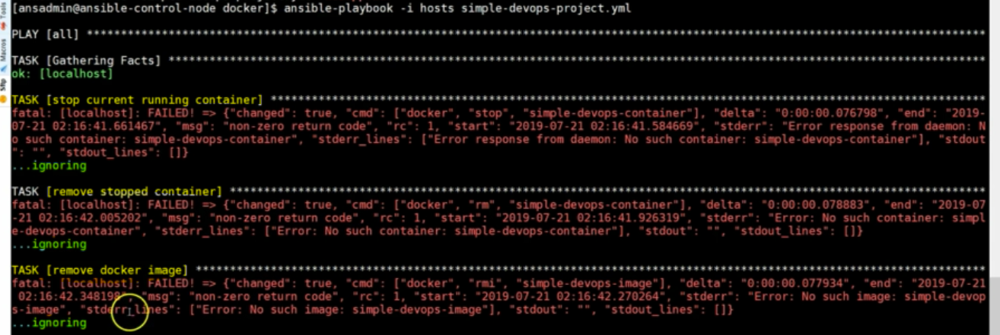 [ansadmin@ansible-control-node docker]$ ansible-playbook -i hosts simple-devops-project.yml
PLAY [all] ******************************************************************************************************************************
TASK [Gathering Facts] ******************************************************************************************************************
ok: [localhost]
TASK [stop current running container] ***************************************************************************************************
fatal: [localhost]: FAILED! => {"changed": true, "cmd": ["docker", "stop", "simple-devops-container"], "delta": "0:00:00.076798", "end": "2019-
07-21 02:16:41.661467", "msg": "non-zero return code", "rc": 1, "start": "2019-07-21 02:16:41.584669", "stderr": "Error response from daemon: N
o such container: simple-devops-container", "stderr_lines": ["Error response from daemon: No such container: simple-devops-container"], "stdout
": "", "stdout_lines": []}
...ignoring
TASK [remove stopped container] *********************************************************************************************************
fatal: [localhost]: FAILED! => {"changed": true, "cmd": ["docker", "rm", "simple-devops-container"], "delta": "0:00:00.078883", "end": "2019-07
-21 02:16:42.005202", "msg": "non-zero return code", "rc": 1, "start": "2019-07-21 02:16:41.926319", "stderr": "Error: No such container: simpl
e-devops-container", "stderr_lines": ["Error: No such container: simple-devops-container"], "stdout": "", "stdout_lines": []}
...ignoring
TASK [remove docker image] **************************************************************************************************************
fatal: [localhost]: FAILED! => {"changed": true, "cmd": ["docker", "rmi", "simple-devops-image"], "delta": "0:00:00.077934", "end": "2019-07-21
02:16:42.348198", "msg": "non-zero return code", "rc": 1, "start": "2019-07-21 02:16:42.270264", "stderr": "Error: No such image: simple-devop
s-image", "stderr_lines": ["Error: No such image: simple-devops-image"], "stdout": "", "stdout_lines": []}
...ignoring
Tools
Macros
Sftp